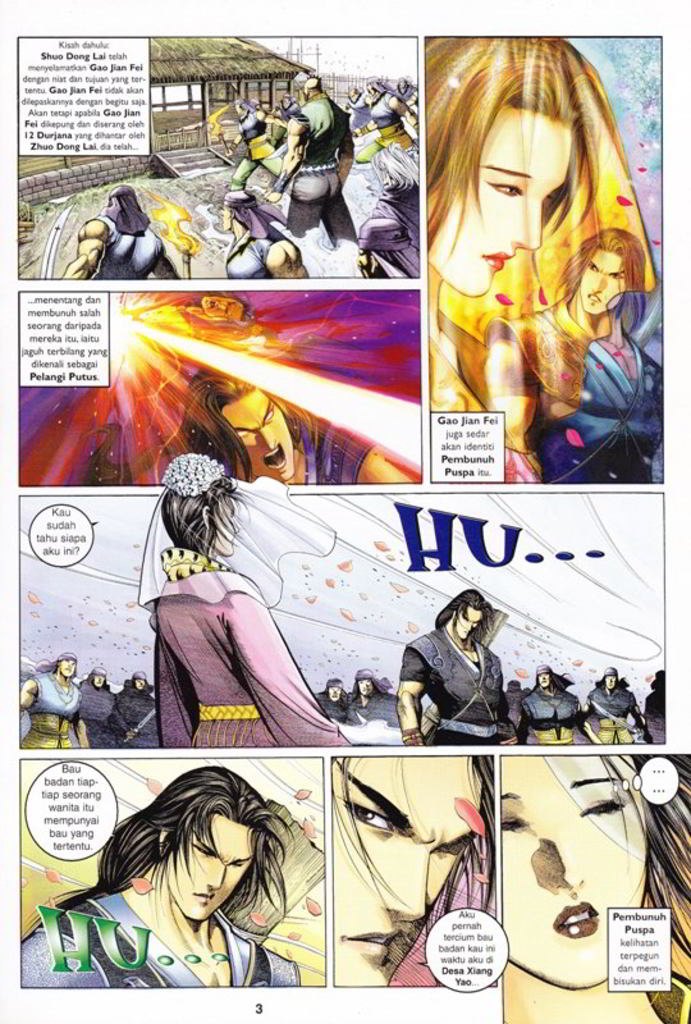 Kisah dahulu:
Shuo Dong Lai telah
menyelamatkan Gao Jian Fei
dengan niat dan tujuan yang ter-
tentu. Gao Jian Fei tidak
dilepaskannya dengan begitu saja.
Akan tetapi apabila Gao Jian
Fei dikepung dan diserang oleh
12 Durjana yang dihantar oleh
Zhuo Dong Lai, dia telah...
...menentang dan
membunuh salah
seorang daripada
mereka itu, iaitu
jaguh terbilang yang
dikenali sebagai
Pelangi Putus.
Gao Jian Fei
juga sedar
akan identiti
Pembunuh
Puspa itu.
Kau
sudah
tahu siapa
aku ini?
HU...
Bau
badan tiap-
tiap seorang
wanita itu
mempunyai
bau yang
tertentu.
HU...
Aku
pernah
tercium bau
badan kau ini
waktu aku di
Desa Xiang
Yao...
...
...
Pembunuh
Puspa
kelihatan
terpegun
dan mem-
bisukan diri.
3